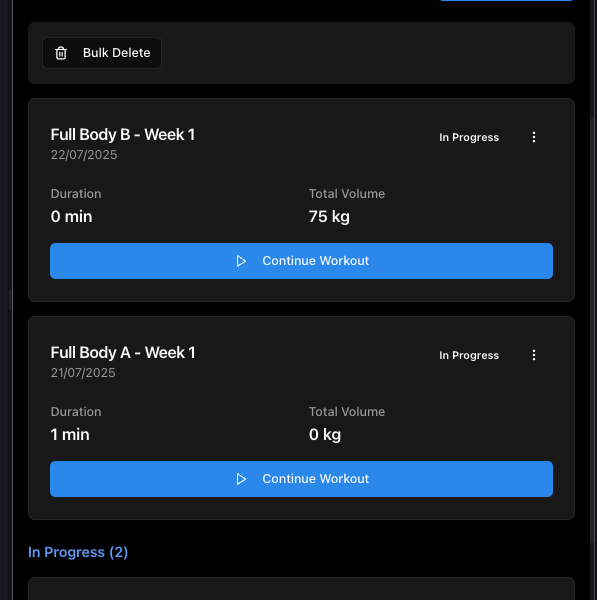 Bulk Delete
Full Body B - Week 1
In Progress
22/07/2025
Duration
Total Volume
0 min
75 kg
Continue Workout
Full Body A - Week 1
In Progress
21/07/2025
Duration
Total Volume
1 min
0 kg
Continue Workout
In Progress (2)